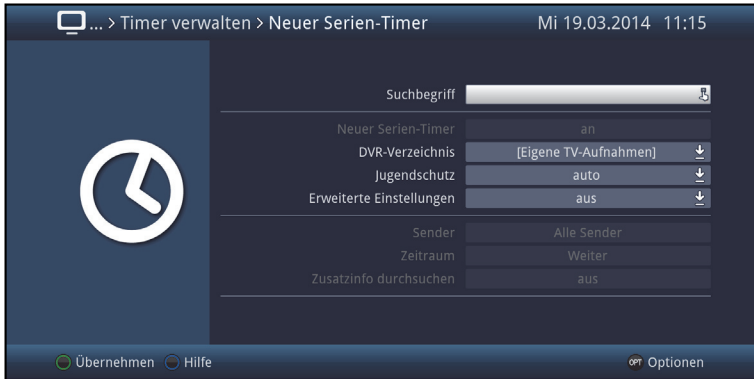 ... > Timer verwalten > Neuer Serien-Timer Mi 19.03.2014 11:15
Suchbegriff
Neuer Serien-Timer an
DVR-Verzeichnis [Eigene TV-Aufnahmen]
Jugendschutz auto
Erweiterte Einstellungen aus
Sender Alle Sender
Zeitraum Weiter
Zusatzinfo durchsuchen aus
Übernehmen Hilfe OPT Optionen